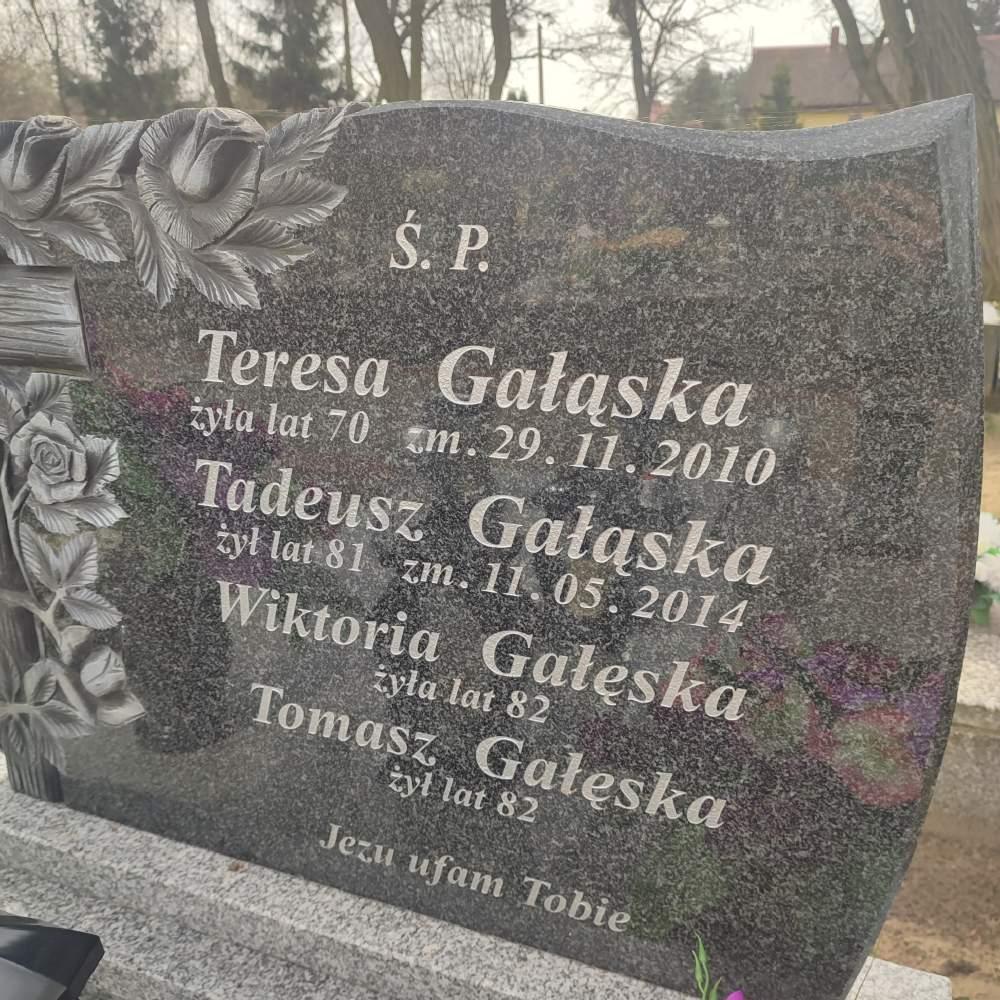 Ś. P.
Teresa Gałąska
żyła lat 70 zm. 29. 11. 2010
Tadeusz Gałąska
żył lat 81 zm. 11. 05. 2014
Wiktoria Gałęska
żyła lat 82
Tomasz Gałęska
żył lat 82
Jezu ufam Tobie